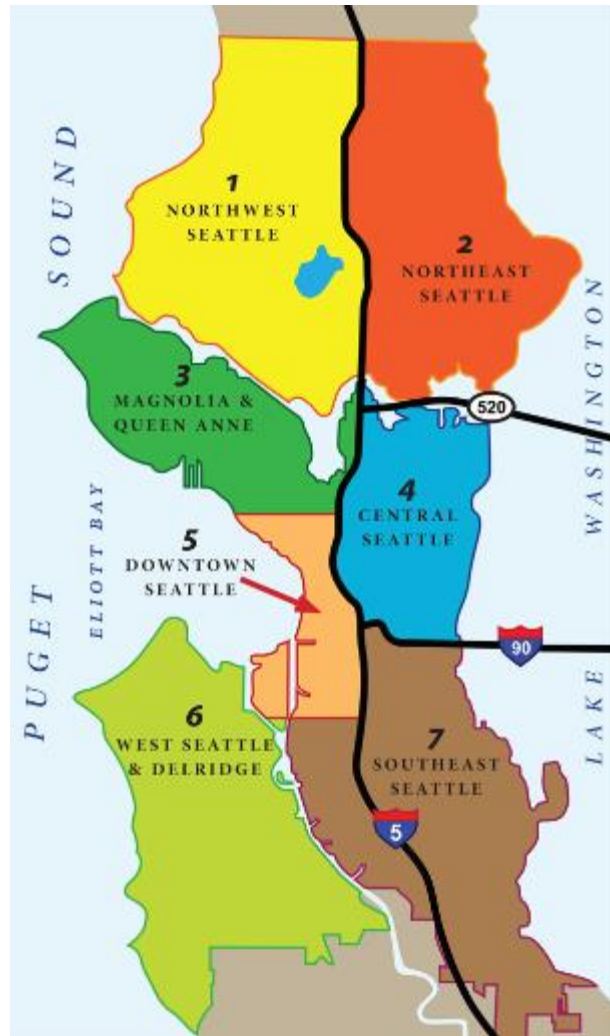 1
NORTHWEST
SEATTLE
2
NORTHEAST
SEATTLE
PUGET SOUND
3
MAGNOLIA &
QUEEN ANNE
520
4
CENTRAL
SEATTLE
ELIOTT BAY
5
DOWNTOWN
SEATTLE
90
LAKE WASHINGTON
6
WEST SEATTLE
& DELRIDGE
7
SOUTHEAST
SEATTLE
5